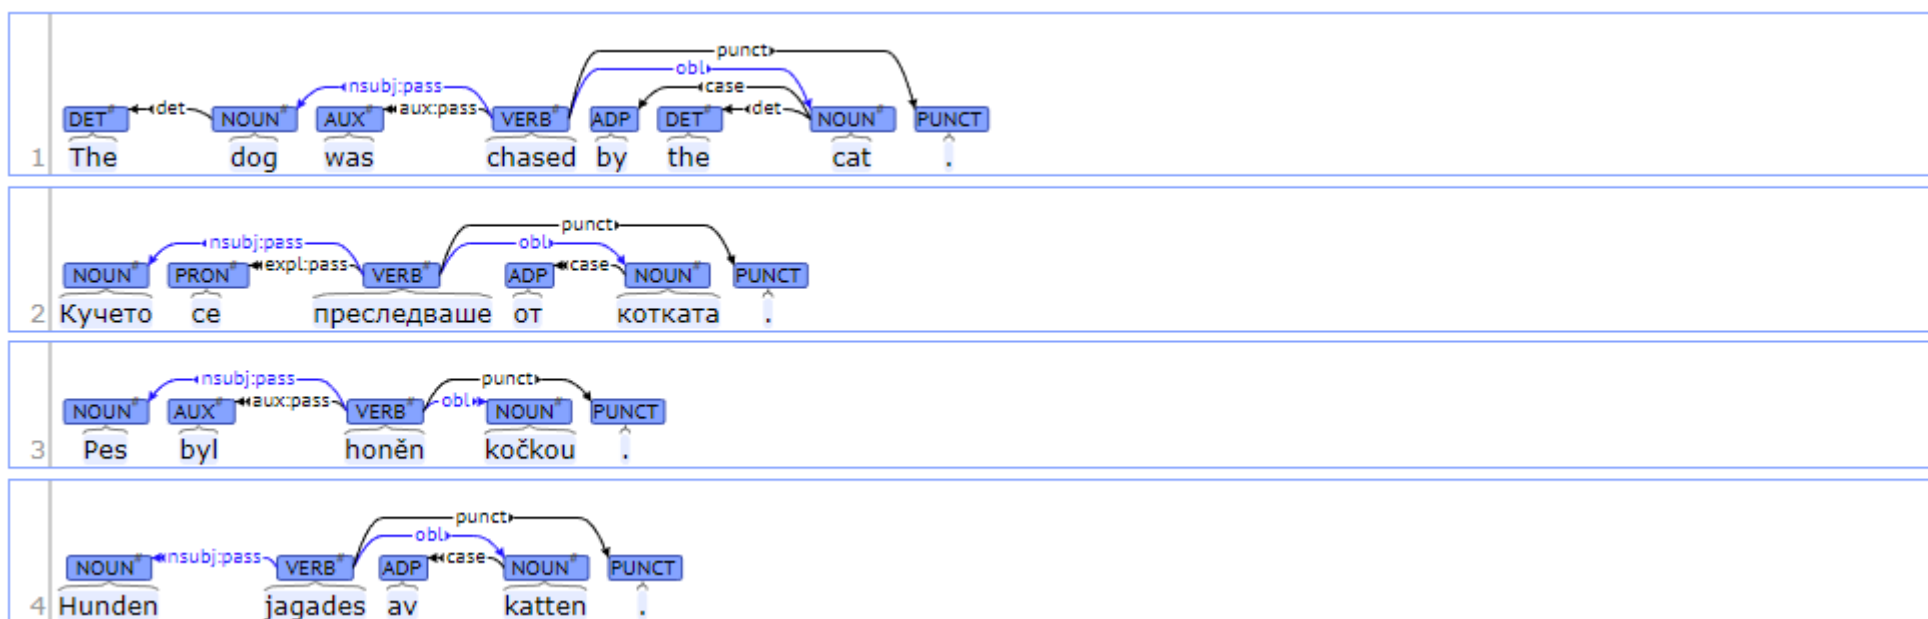 punct
obl
nsubj:pass case
det aux:pass det
DET# NOUN# AUX# VERB# ADP DET# NOUN# PUNCT
1 The dog was chased by the cat .
punct
nsubj:pass obl
expl:pass case
NOUN# PRON# VERB# ADP NOUN# PUNCT
2 Кучето се преследваше от котката .
nsubj:pass punct
aux:pass obl
NOUN# AUX# VERB# NOUN# PUNCT
3 Pes byl honěn kočkou .
punct
obl
nsubj:pass case
NOUN# VERB# ADP NOUN# PUNCT
4 Hunden jagades av katten .